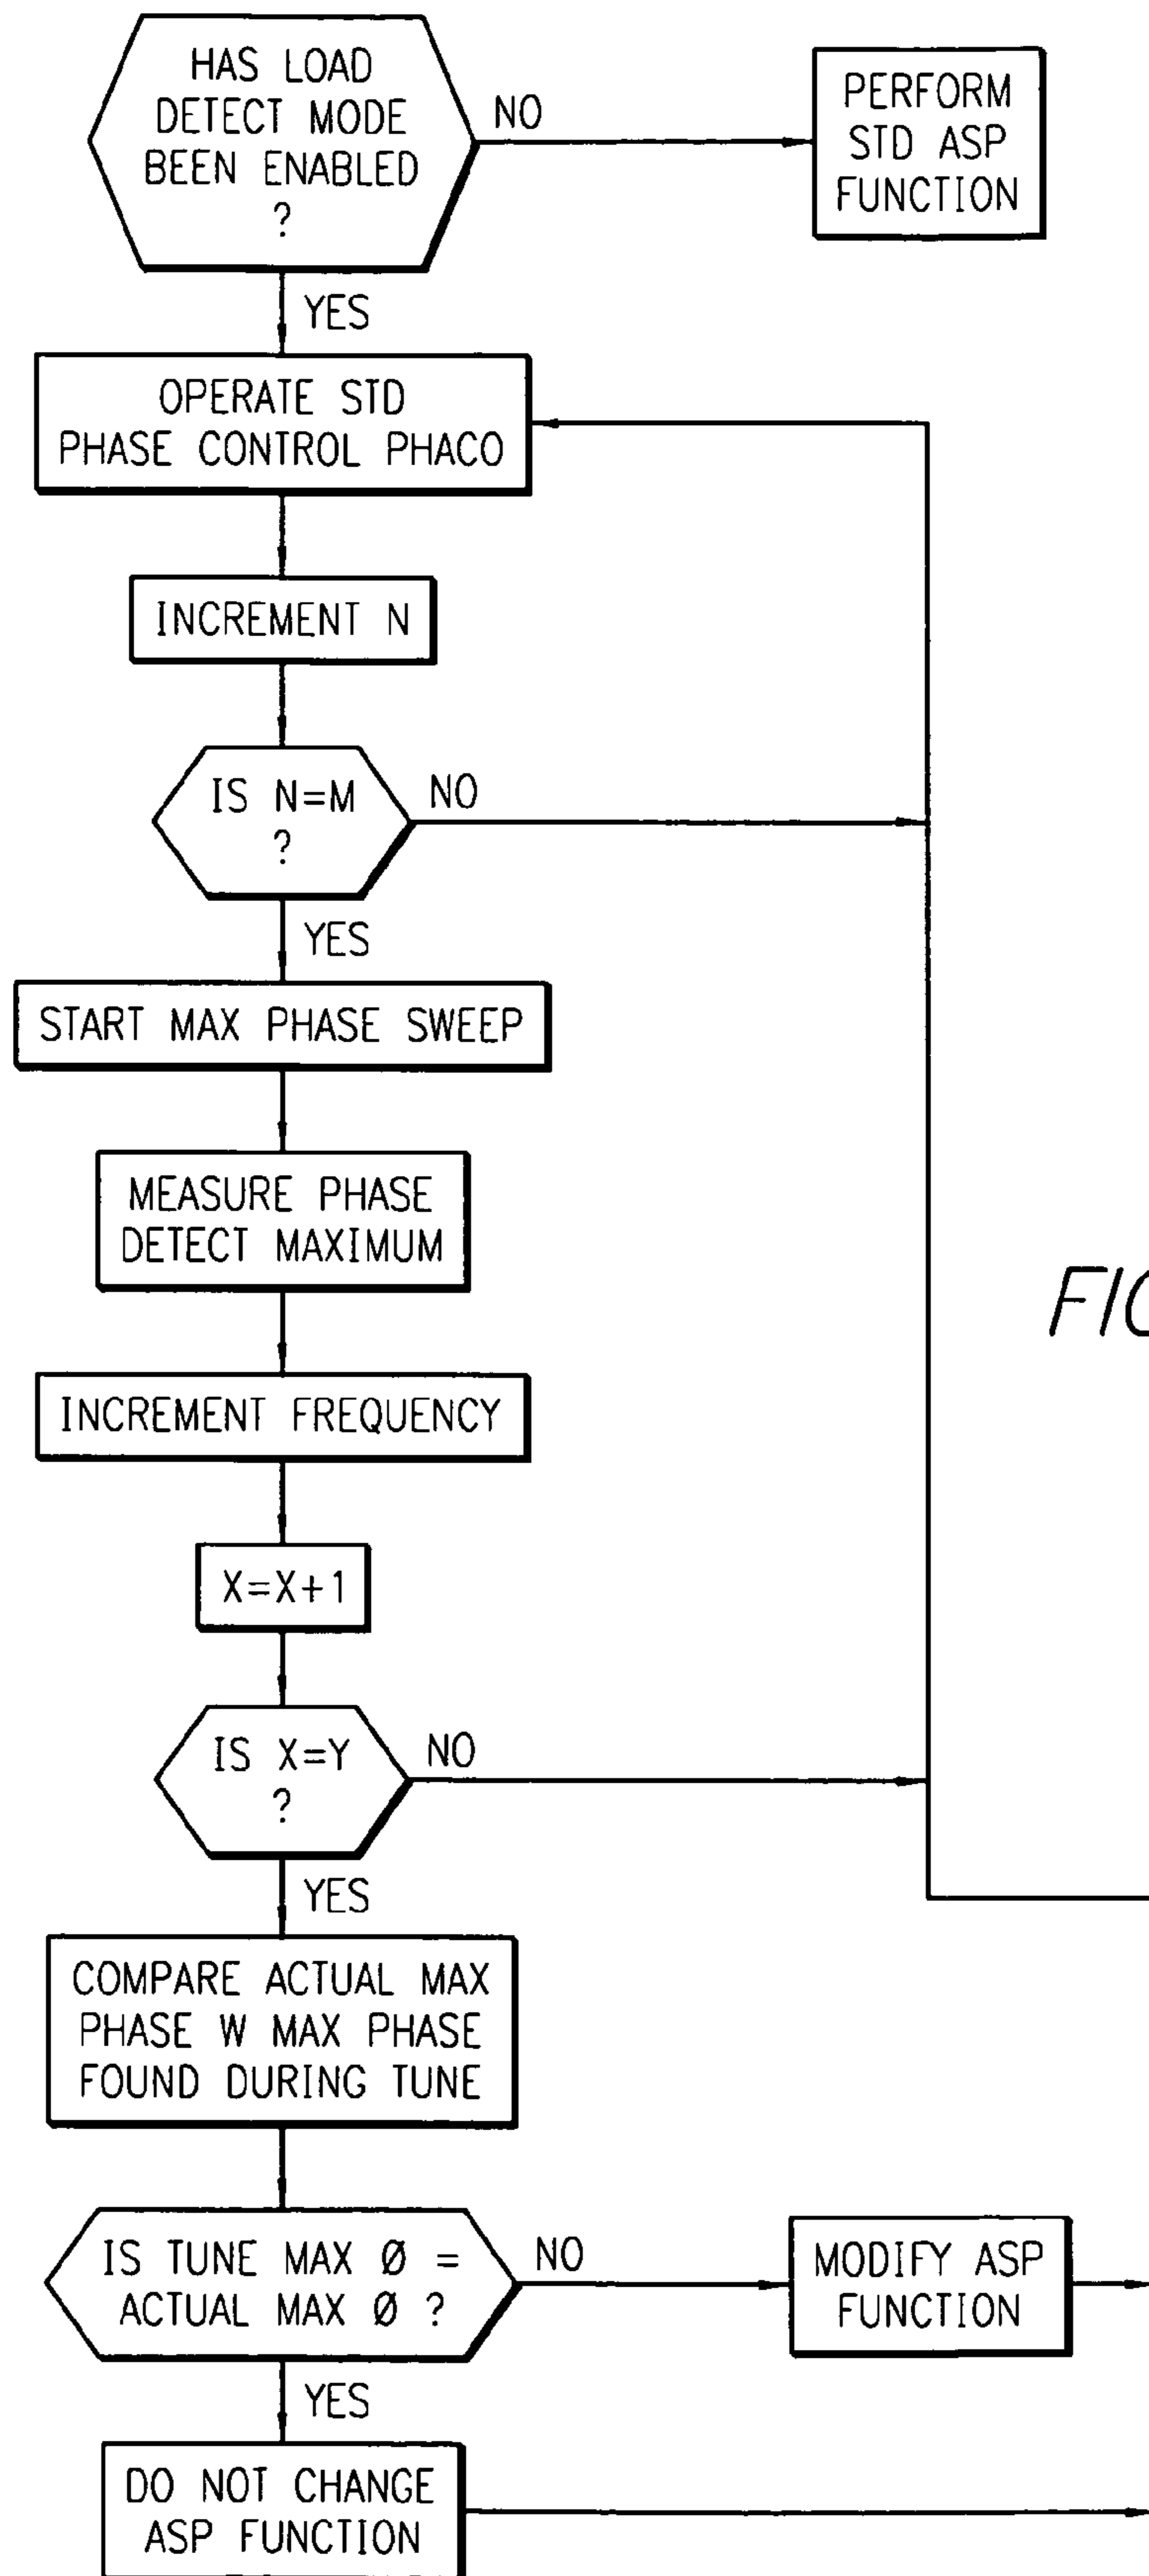 HAS LOAD
DETECT MODE
BEEN ENABLED
?
NO
PERFORM
STD ASP
FUNCTION
YES
OPERATE STD
PHASE CONTROL PHACO
INCREMENT N
IS N=M
?
NO
YES
START MAX PHASE SWEEP
MEASURE PHASE
DETECT MAXIMUM
INCREMENT FREQUENCY
X=X+1
IS X=Y
?
NO
YES
COMPARE ACTUAL MAX
PHASE W MAX PHASE
FOUND DURING TUNE
IS TUNE MAX Ø =
ACTUAL MAX Ø ?
NO
MODIFY ASP
FUNCTION
YES
DO NOT CHANGE
ASP FUNCTION